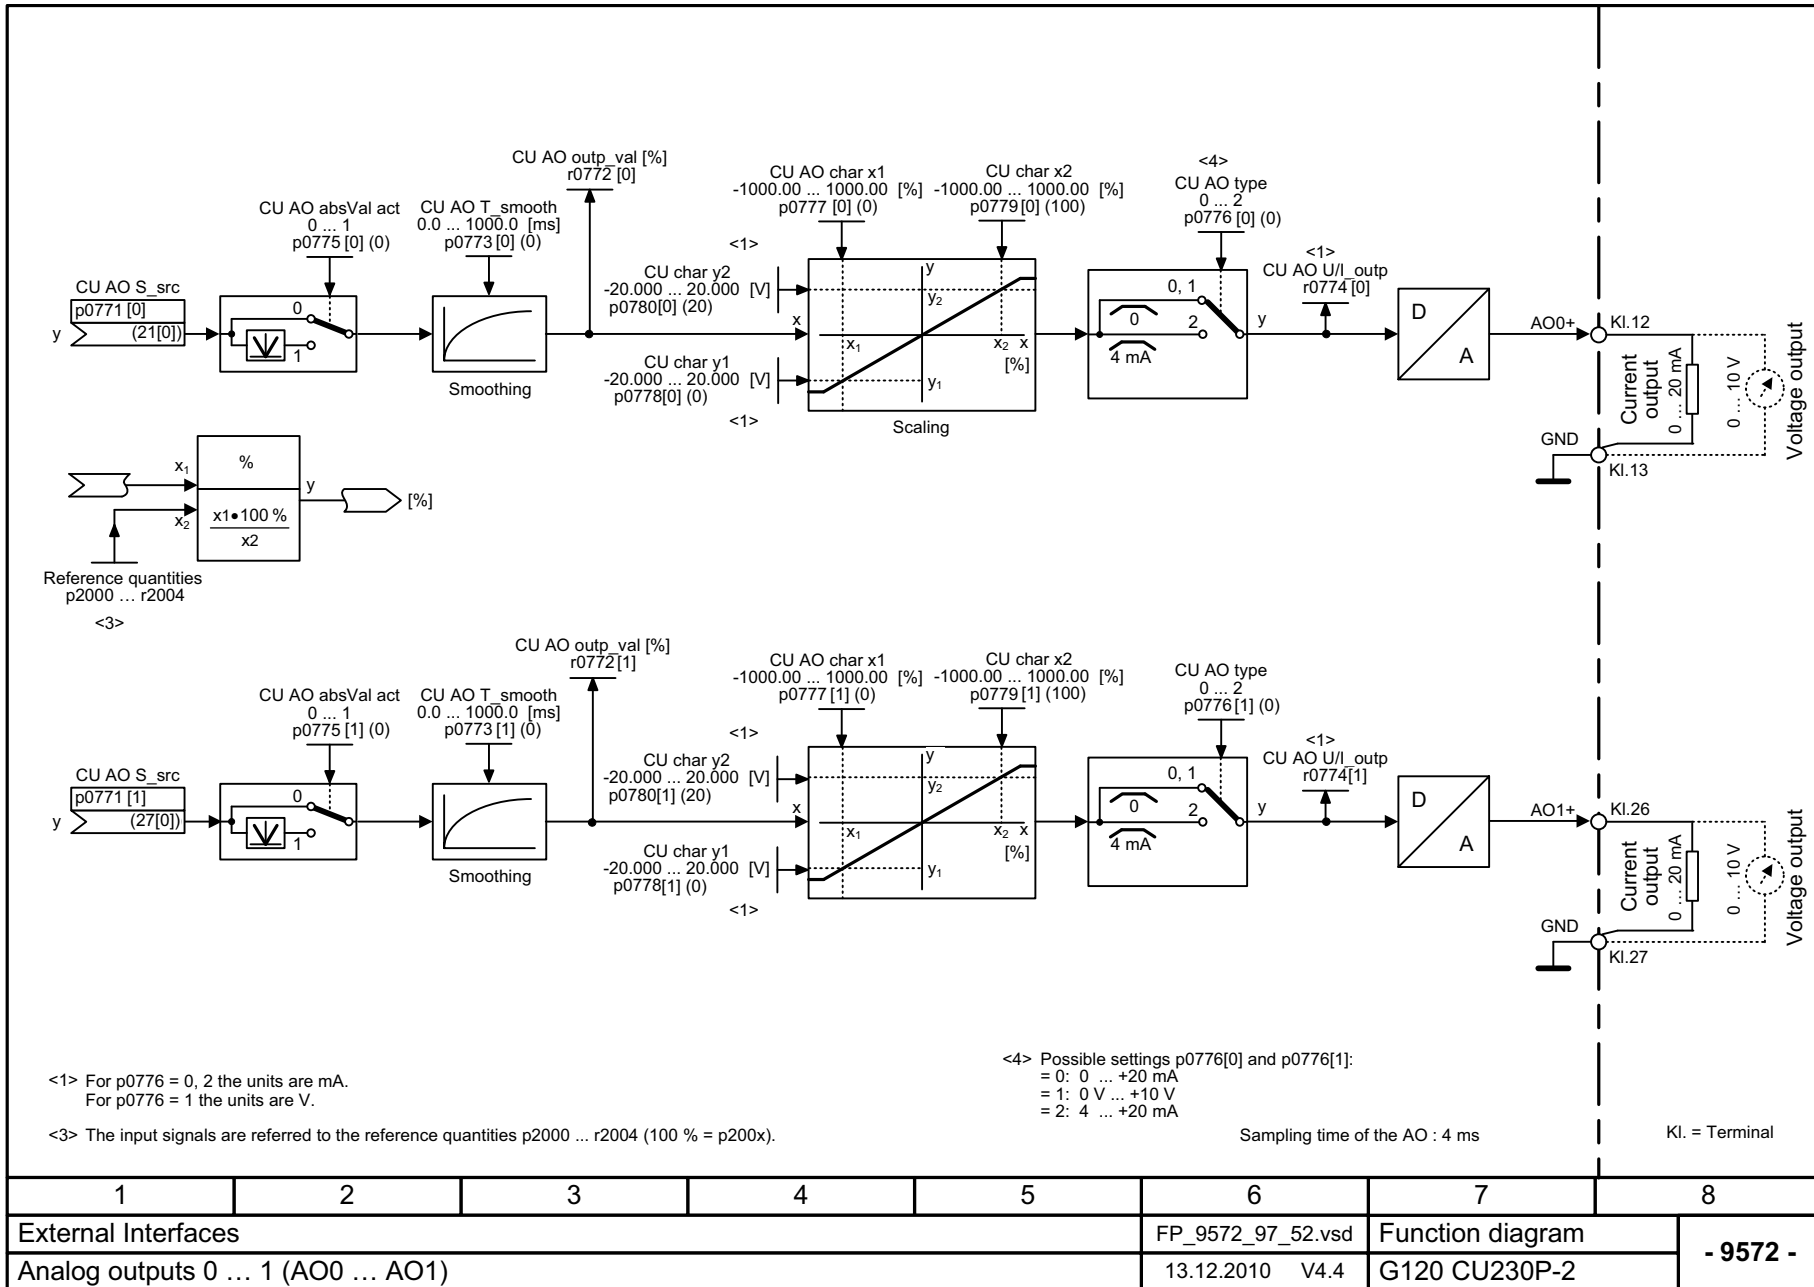 CU AO outp_val [%]
r0772 [0]
CU AO char x1
-1000.00 ... 1000.00 [%]
p0777 [0] (0)
CU char x2
-1000.00 ... 1000.00 [%]
p0779[0] (100)
<4>
CU AO type
0 ... 2
p0776 [0] (0)
CU AO absVal act
0 ... 1
p0775 [0] (0)
CU AO T_smooth
0.0 ... 1000.0 [ms]
p0773 [0] (0)
<1>
CU char y2
-20.000 ... 20.000 [V]
p0780[0] (20)
<1>
CU AO U/I_outp
r0774 [0]
CU AO S_src
p0771 [0]
(21[0])
y
0
1
Smoothing
x
CU char y1
-20.000 ... 20.000 [V]
p0778[0] (0)
<1>
y
y2
x1
x2 x
[%]
y1
Scaling
0, 1
0
2
4 mA
y
D
A
AO0+
Kl.12
Current output
0 ... 20 mA
0 ... 10 V
Voltage output
GND
Kl.13
x1
x2
%
x1•100 %
x2
y
[%]
Reference quantities
p2000 ... r2004
<3>
CU AO outp_val [%]
r0772 [1]
CU AO char x1
-1000.00 ... 1000.00 [%]
p0777 [1] (0)
CU char x2
-1000.00 ... 1000.00 [%]
p0779 [1] (100)
CU AO type
0 ... 2
p0776 [1] (0)
CU AO absVal act
0 ... 1
p0775 [1] (0)
CU AO T_smooth
0.0 ... 1000.0 [ms]
p0773 [1] (0)
<1>
CU char y2
-20.000 ... 20.000 [V]
p0780[1] (20)
<1>
CU AO U/I_outp
r0774[1]
CU AO S_src
p0771 [1]
(27[0])
y
0
1
Smoothing
x
CU char y1
-20.000 ... 20.000 [V]
p0778[1] (0)
<1>
y
y2
x1
x2 x
[%]
y1
0, 1
0
2
4 mA
y
D
A
AO1+
Kl.26
Current output
0 ... 20 mA
0 ... 10 V
Voltage output
GND
Kl.27
<1> For p0776 = 0, 2 the units are mA.
For p0776 = 1 the units are V.
<3> The input signals are referred to the reference quantities p2000 ... r2004 (100 % = p200x).
<4> Possible settings p0776[0] and p0776[1]:
= 0: 0 ... +20 mA
= 1: 0 V ... +10 V
= 2: 4 ... +20 mA
Sampling time of the AO : 4 ms
Kl. = Terminal
1 2 3 4 5 6 7 8
External Interfaces
FP_9572_97_52.vsd
Function diagram
- 9572 -
Analog outputs 0 ... 1 (AO0 ... AO1)
13.12.2010 V4.4
G120 CU230P-2